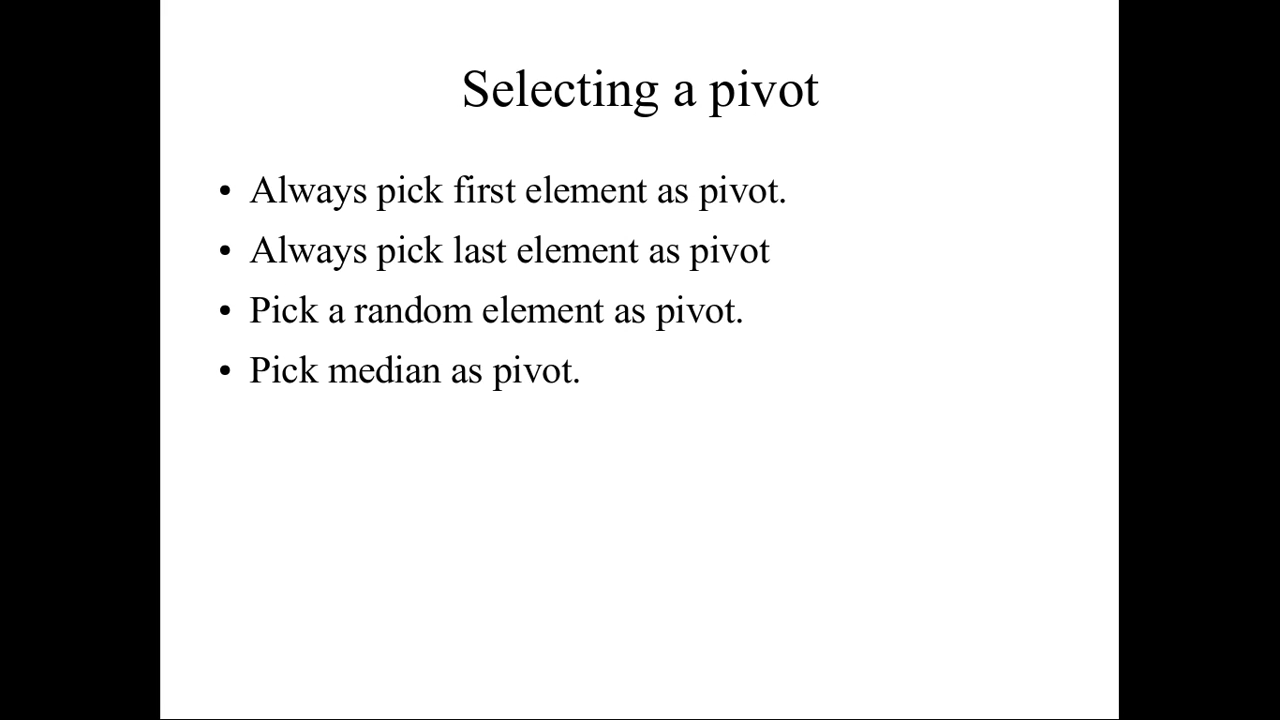 Selecting a pivot
• Always pick first element as pivot.
• Always pick last element as pivot
• Pick a random element as pivot.
• Pick median as pivot.